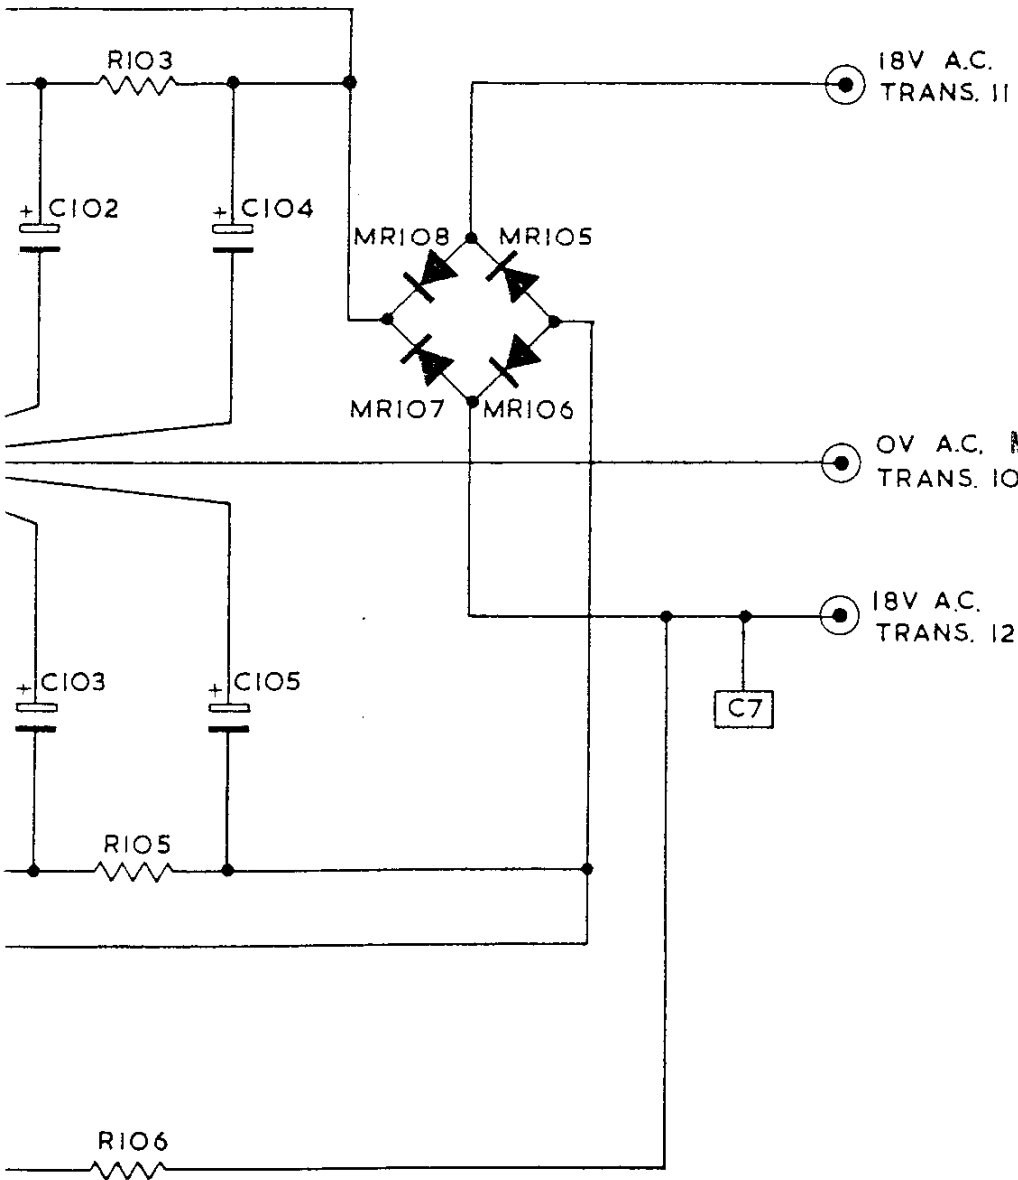 R103
18V A.C.
TRANS. 11
+ C102
+ C104
MR108
MR105
MR107
MR106
0V A.C.
TRANS. 10
18V A.C.
TRANS. 12
+ C103
+ C105
C7
R105
R106